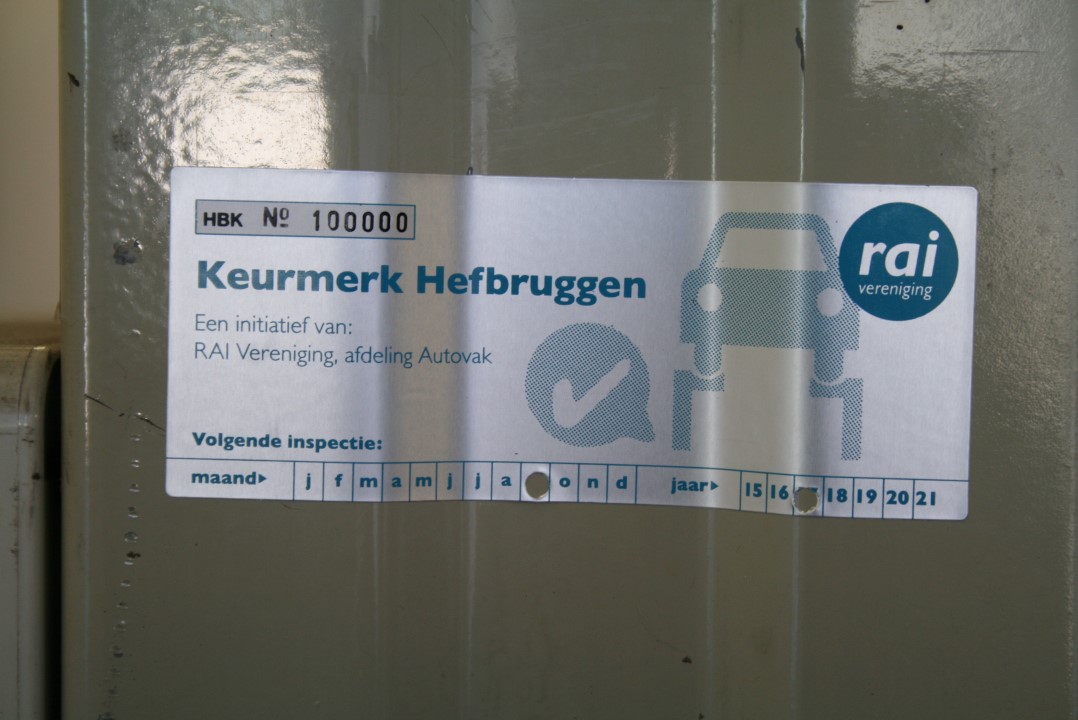 HBK Nº 100000
Keurmerk Hefbruggen
Een initiatief van:
RAI Vereniging, afdeling Autovak
rai
vereniging
Volgende inspectie:
maand j f m a m j j a o n d jaar 15 16 18 19 20 21